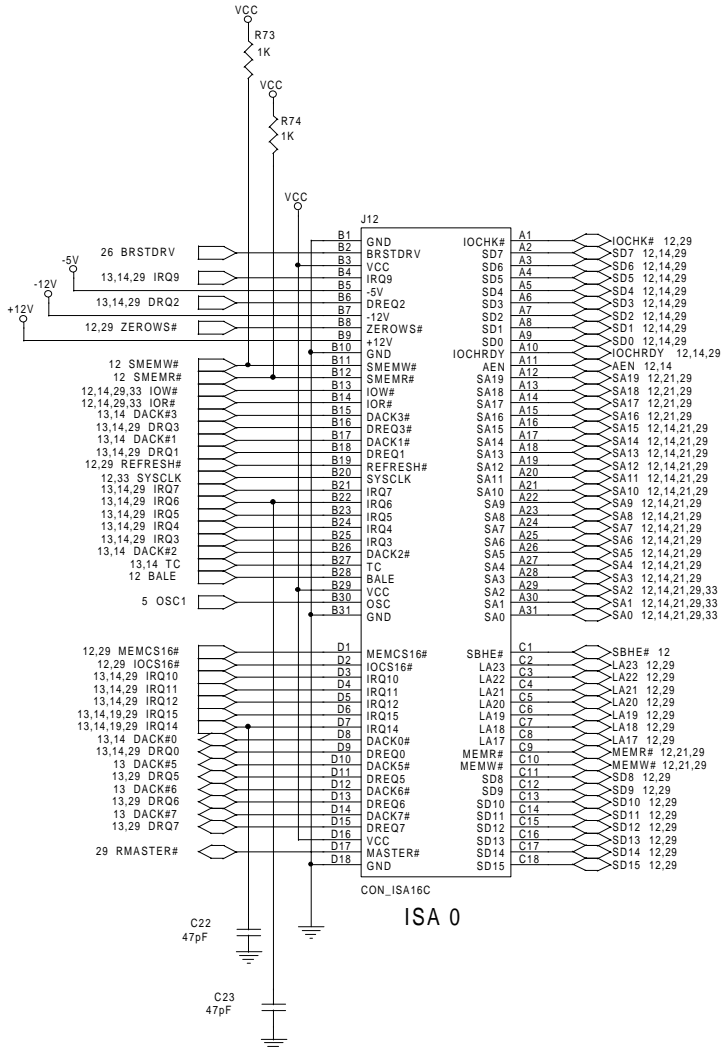 VCC
R73
1K
VCC
R74
1K
VCC
J12
B1 GND IOCHK# A1 IOCHK# 12,29
26 BRSTDRV B2 BRSTDRV SD7 A2 SD7 12,14,29
B3 VCC SD6 A3 SD6 12,14,29
-5V
13,14,29 IRQ9 B4 IRQ9 SD5 A4 SD5 12,14,29
B5 -5V SD4 A5 SD4 12,14,29
-12V
13,14,29 DRQ2 B6 DREQ2 SD3 A6 SD3 12,14,29
B7 -12V SD2 A7 SD2 12,14,29
+12V
12,29 ZEROWS# B8 ZEROWS# SD1 A8 SD1 12,14,29
B9 +12V SD0 A9 SD0 12,14,29
B10 GND IOCHRDY A10 IOCHRDY 12,14,29
12 SMEMW# B11 SMEMW# AEN A11 AEN 12,14
12 SMEMR# B12 SMEMR# SA19 A12 SA19 12,21,29
12,14,29,33 IOW# B13 IOW# SA18 A13 SA18 12,21,29
12,14,29,33 IOR# B14 IOR# SA17 A14 SA17 12,21,29
13,14 DACK#3 B15 DACK3# SA16 A15 SA16 12,21,29
13,14,29 DRQ3 B16 DREQ3# SA15 A16 SA15 12,14,21,29
13,14 DACK#1 B17 DACK1# SA14 A17 SA14 12,14,21,29
13,14,29 DRQ1 B18 DREQ1 SA13 A18 SA13 12,14,21,29
12,29 REFRESH# B19 REFRESH# SA12 A19 SA12 12,14,21,29
12,33 SYSCLK B20 SYSCLK SA11 A20 SA11 12,14,21,29
13,14,29 IRQ7 B21 IRQ7 SA10 A21 SA10 12,14,21,29
13,14,29 IRQ6 B22 IRQ6 SA9 A22 SA9 12,14,21,29
13,14,29 IRQ5 B23 IRQ5 SA8 A23 SA8 12,14,21,29
13,14,29 IRQ4 B24 IRQ4 SA7 A24 SA7 12,14,21,29
13,14,29 IRQ3 B25 IRQ3 SA6 A25 SA6 12,14,21,29
13,14 DACK#2 B26 DACK2# SA5 A26 SA5 12,14,21,29
13,14 TC B27 TC SA4 A27 SA4 12,14,21,29
12 BALE B28 BALE SA3 A28 SA3 12,14,21,29
B29 VCC SA2 A29 SA2 12,14,21,29,33
5 OSC1 B30 OSC SA1 A30 SA1 12,14,21,29,33
B31 GND SA0 A31 SA0 12,14,21,29,33
12,29 MEMCS16# D1 MEMCS16# SBHE# C1 SBHE# 12
12,29 IOCS16# D2 IOCS16# LA23 C2 LA23 12,29
13,14,29 IRQ10 D3 IRQ10 LA22 C3 LA22 12,29
13,14,29 IRQ11 D4 IRQ11 LA21 C4 LA21 12,29
13,14,29 IRQ12 D5 IRQ12 LA20 C5 LA20 12,29
13,14,19,29 IRQ15 D6 IRQ15 LA19 C6 LA19 12,29
13,14,19,29 IRQ14 D7 IRQ14 LA18 C7 LA18 12,29
13,14 DACK#0 D8 DACK0# LA17 C8 LA17 12,29
13,14,29 DRQ0 D9 DREQ0 MEMR# C9 MEMR# 12,21,29
13 DACK#5 D10 DACK5# MEMW# C10 MEMW# 12,21,29
13,29 DRQ5 D11 DREQ5 SD8 C11 SD8 12,29
13 DACK#6 D12 DACK6# SD9 C12 SD9 12,29
13,29 DRQ6 D13 DREQ6 SD10 C13 SD10 12,29
13 DACK#7 D14 DACK7# SD11 C14 SD11 12,29
13,29 DRQ7 D15 DREQ7 SD12 C15 SD12 12,29
D16 VCC SD13 C16 SD13 12,29
29 RMASTER# D17 MASTER# SD14 C17 SD14 12,29
D18 GND SD15 C18 SD15 12,29
CON_ISA16C
ISA 0
C22
47pF
C23
47pF